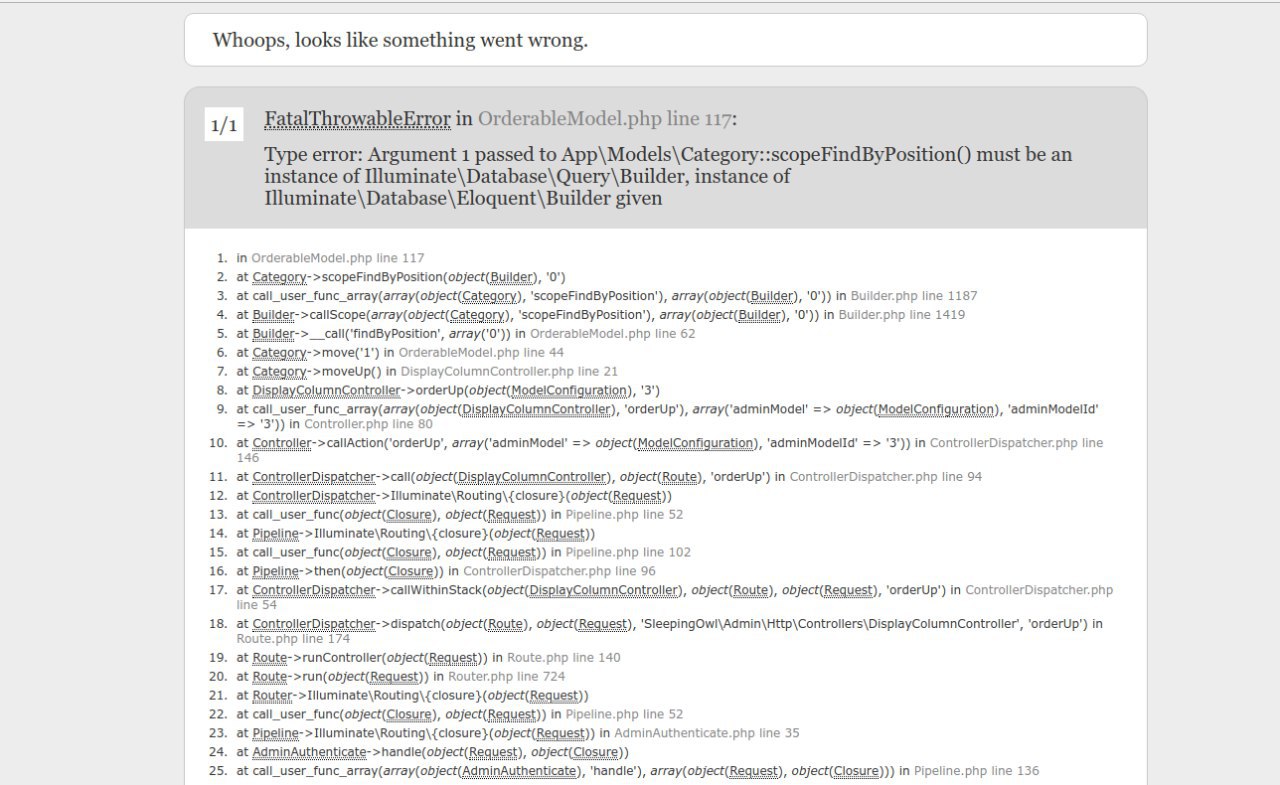 Whoops, looks like something went wrong.
1/1
FatalThrowableError in OrderableModel.php line 117:
Type error: Argument 1 passed to App\Models\Category::scopeFindByPosition() must be an
instance of Illuminate\Database\Query\Builder, instance of
Illuminate\Database\Eloquent\Builder given
1. in OrderableModel.php line 117
2. at Category->scopeFindByPosition(object(Builder), '0')
3. at call_user_func_array(array(object(Category), 'scopeFindByPosition'), array(object(Builder), '0')) in Builder.php line 1187
4. at Builder->callScope(array(object(Category), 'scopeFindByPosition'), array(object(Builder), '0')) in Builder.php line 1419
5. at Builder->__call('findByPosition', array('0')) in OrderableModel.php line 62
6. at Category->move('1') in OrderableModel.php line 44
7. at Category->moveUp() in DisplayColumnController.php line 21
8. at DisplayColumnController->orderUp(object(ModelConfiguration), '3')
9. at call_user_func_array(array(object(DisplayColumnController), 'orderUp'), array('adminModel' => object(ModelConfiguration), 'adminModelId'
=> '3')) in Controller.php line 80
10. at Controller->callAction('orderUp', array('adminModel' => object(ModelConfiguration), 'adminModelId' => '3')) in ControllerDispatcher.php line
146
11. at ControllerDispatcher->call(object(DisplayColumnController), object(Route), 'orderUp') in ControllerDispatcher.php line 94
12. at ControllerDispatcher->Illuminate\Routing\{closure}(object(Request))
13. at call_user_func(object(Closure), object(Request)) in Pipeline.php line 52
14. at Pipeline->Illuminate\Routing\{closure}(object(Request))
15. at call_user_func(object(Closure), object(Request)) in Pipeline.php line 102
16. at Pipeline->then(object(Closure)) in ControllerDispatcher.php line 96
17. at ControllerDispatcher->callWithinStack(object(DisplayColumnController), object(Route), object(Request), 'orderUp') in ControllerDispatcher.php
line 54
18. at ControllerDispatcher->dispatch(object(Route), object(Request), 'SleepingOwl\Admin\Http\Controllers\DisplayColumnController', 'orderUp') in
Route.php line 174
19. at Route->runController(object(Request)) in Route.php line 140
20. at Route->run(object(Request)) in Router.php line 724
21. at Router->Illuminate\Routing\{closure}(object(Request))
22. at call_user_func(object(Closure), object(Request)) in Pipeline.php line 52
23. at Pipeline->Illuminate\Routing\{closure}(object(Request)) in AdminAuthenticate.php line 35
24. at AdminAuthenticate->handle(object(Request), object(Closure))
25. at call_user_func_array(array(object(AdminAuthenticate), 'handle'), array(object(Request), object(Closure))) in Pipeline.php line 136